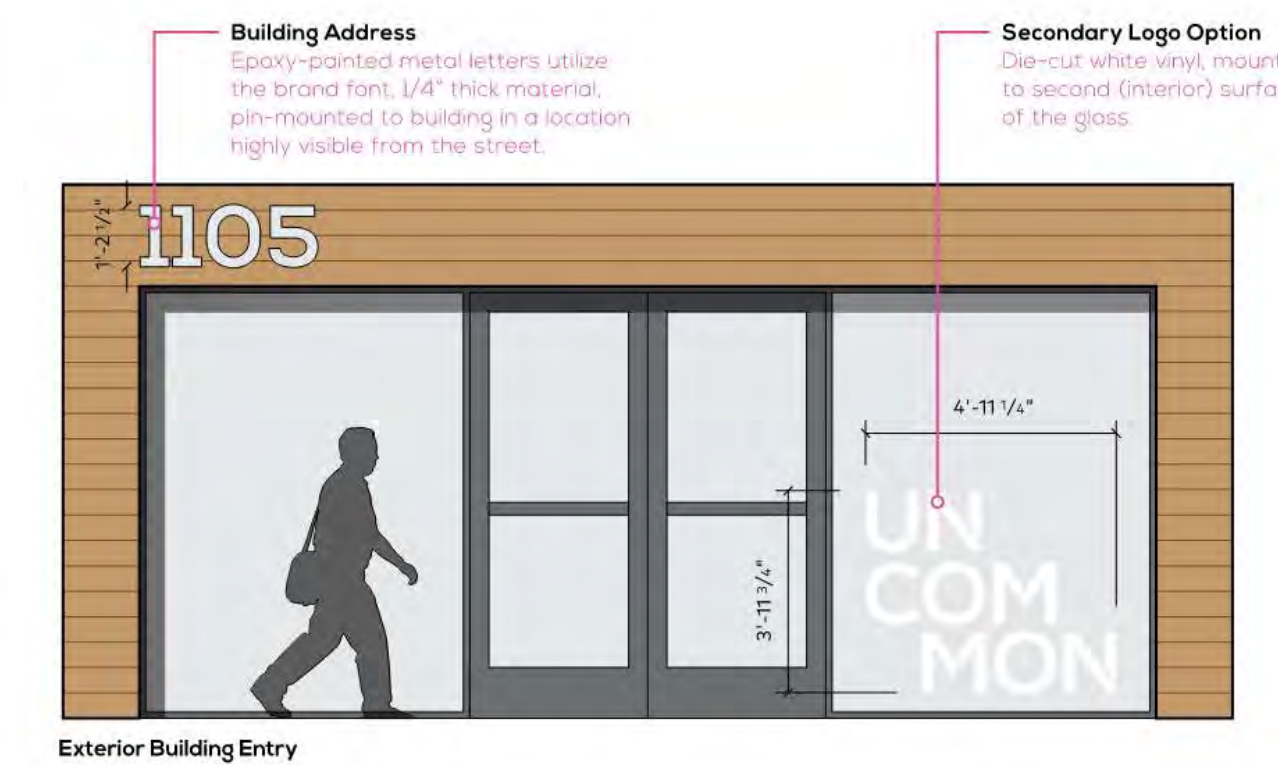 Building Address
Epoxy-painted metal letters utilize
the brand font, 1/4" thick material,
pin-mounted to building in a location
highly visible from the street.
Secondary Logo Option
Die-cut white vinyl, mount
to second (interior) surfa
of the glass.
1'-2 1/2"
1105
4'-11 1/4"
3'-11 3/4"
UN
COM
MON
Exterior Building Entry